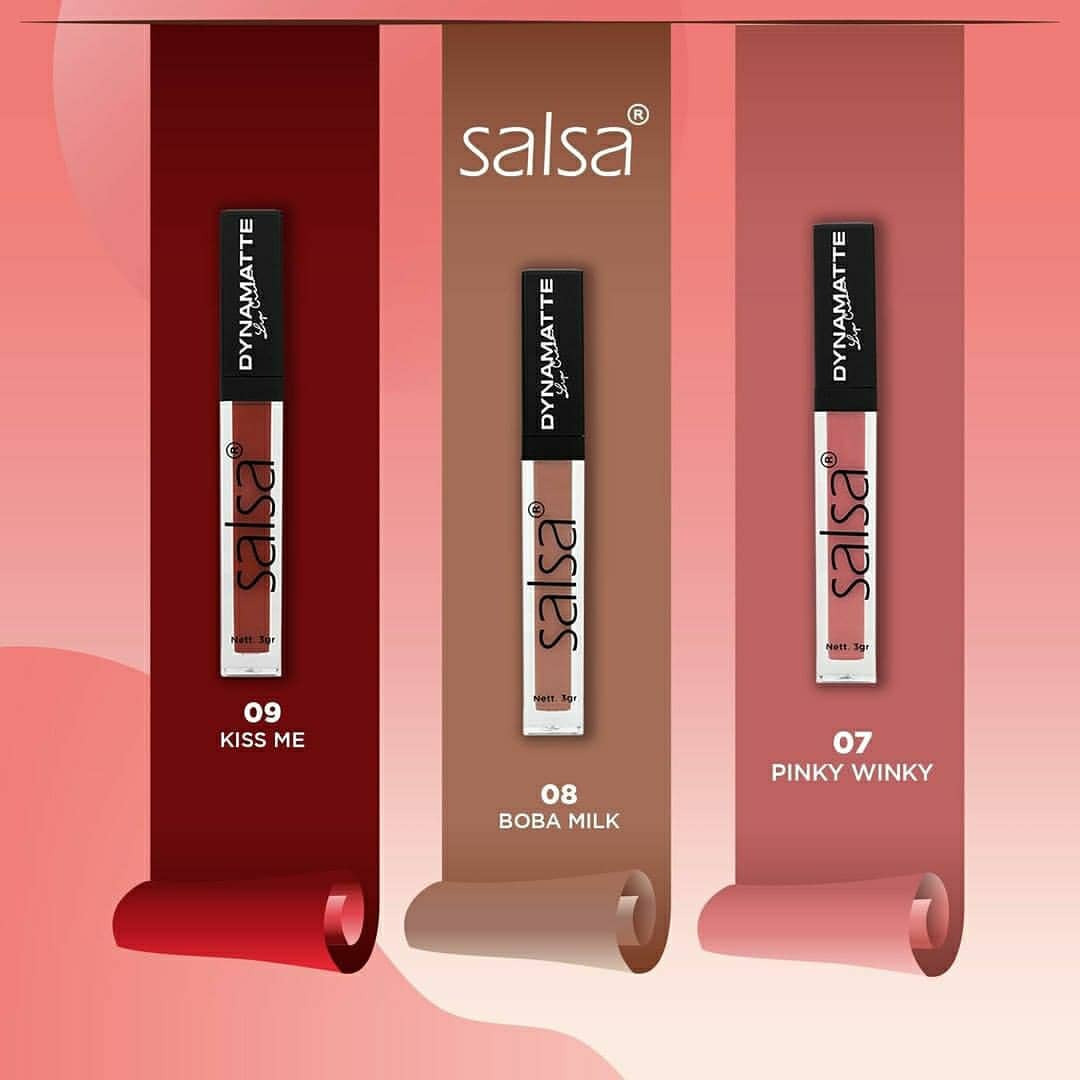 salsa®
DYNAMATTE
salsa®
Nett. 3gr
09
KISS ME
DYNAMATTE
salsa®
Nett. 3gr
08
BOBA MILK
DYNAMATTE
salsa®
Nett. 3gr
07
PINKY WINKY